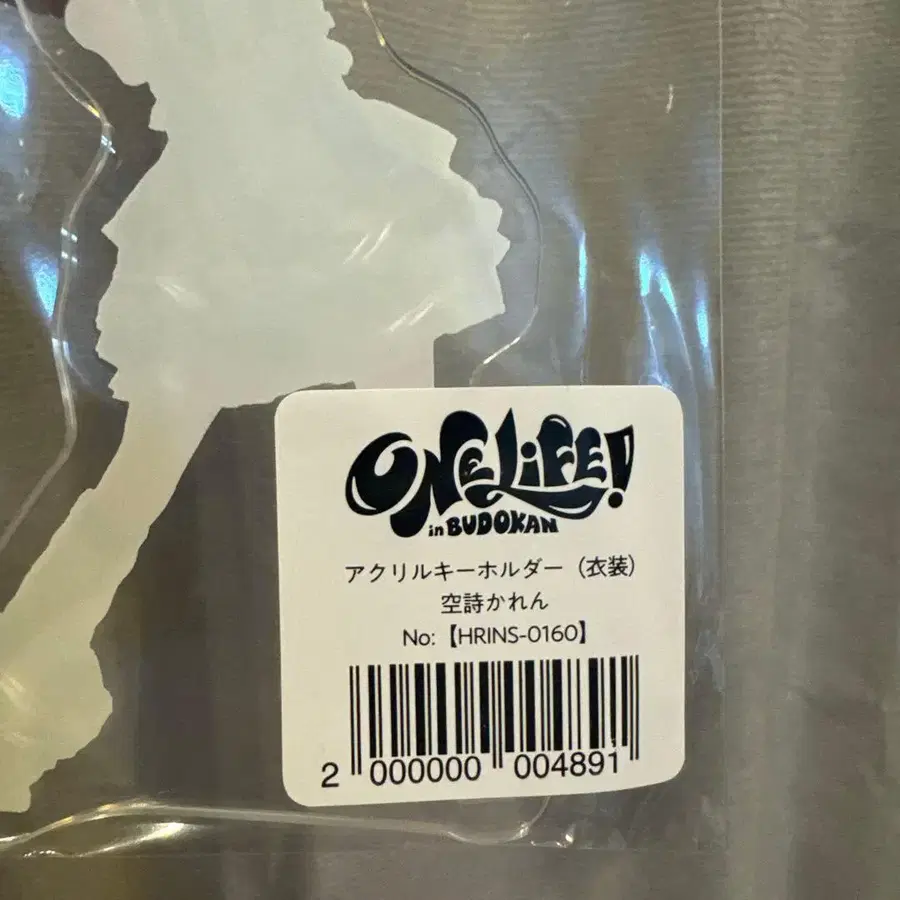 ONE LIFE!
in BUDOKAN
アクリルキーホルダー（衣装）
空詩かれん
No:【HRINS-0160】
2 000000 004891